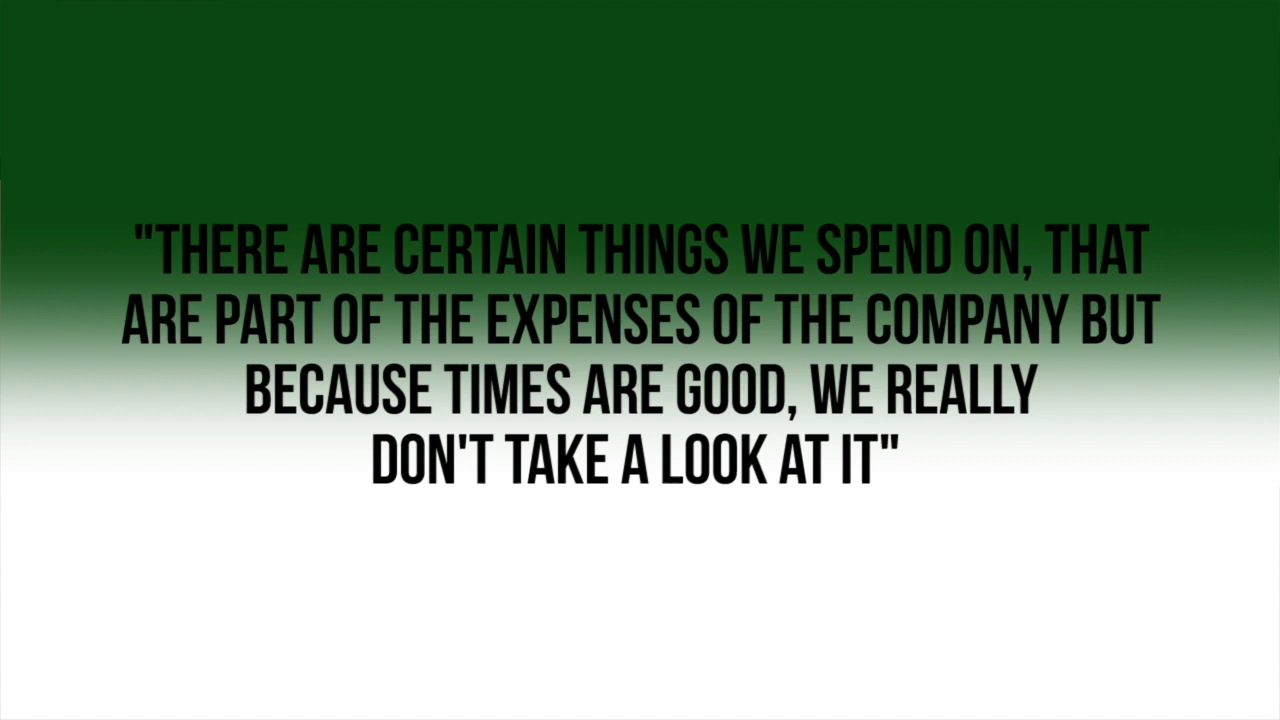 "THERE ARE CERTAIN THINGS WE SPEND ON, THAT
ARE PART OF THE EXPENSES OF THE COMPANY BUT
BECAUSE TIMES ARE GOOD, WE REALLY
DON'T TAKE A LOOK AT IT"